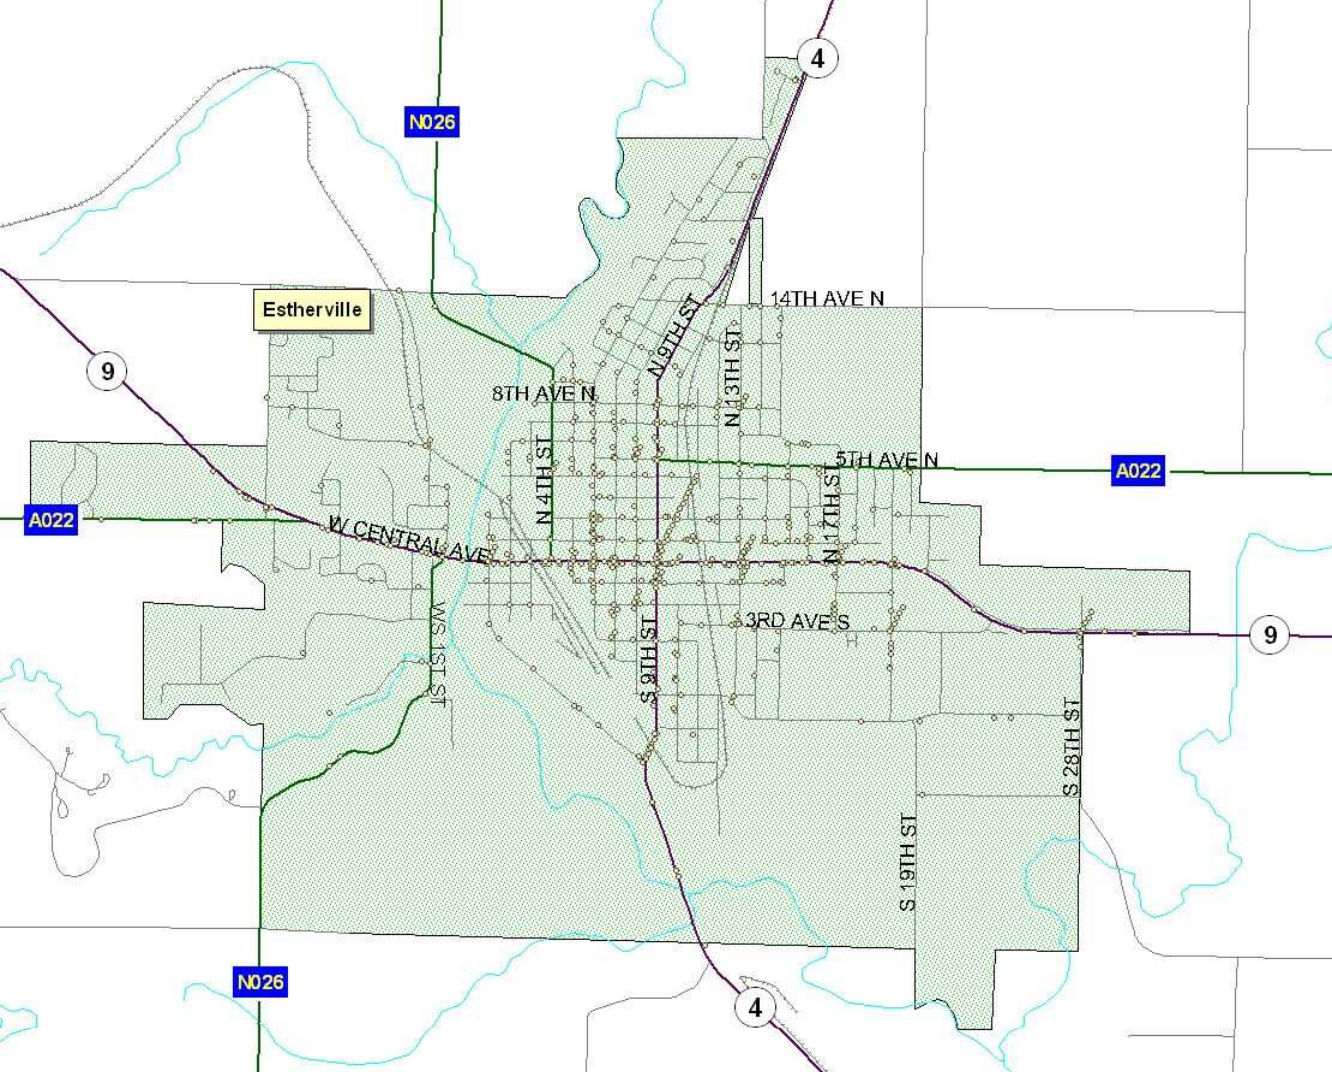 4
N026
Estherville
14TH AVE N
N 9TH ST
N 13TH ST
9
8TH AVE N
N 4TH ST
5TH AVE N
A022
N 17TH ST
A022
W CENTRAL AVE
3RD AVE S
9
W S 1ST ST
S 9TH ST
S 28TH ST
S 19TH ST
N026
4